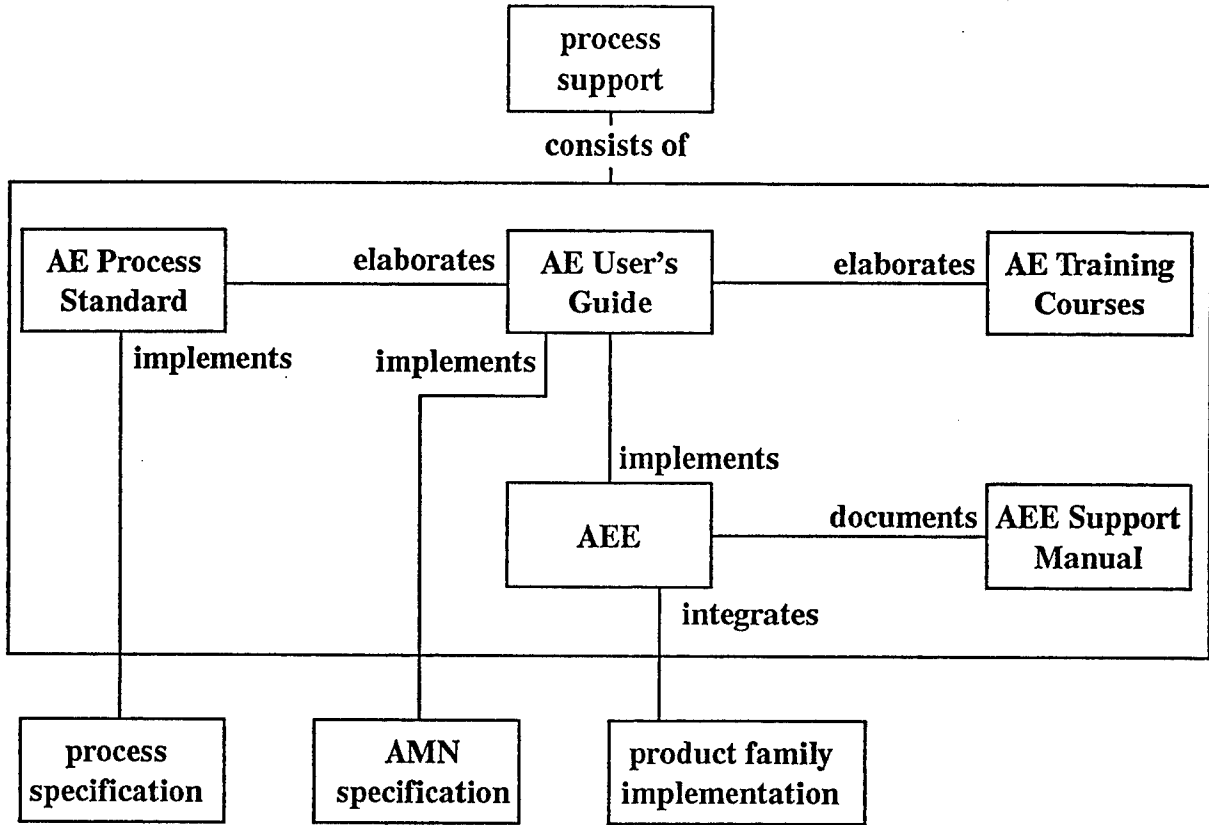 process
support
consists of
AE Process
Standard
elaborates
AE User's
Guide
elaborates
AE Training
Courses
implements
implements
implements
AEE
documents
AEE Support
Manual
integrates
process
specification
AMN
specification
product family
implementation